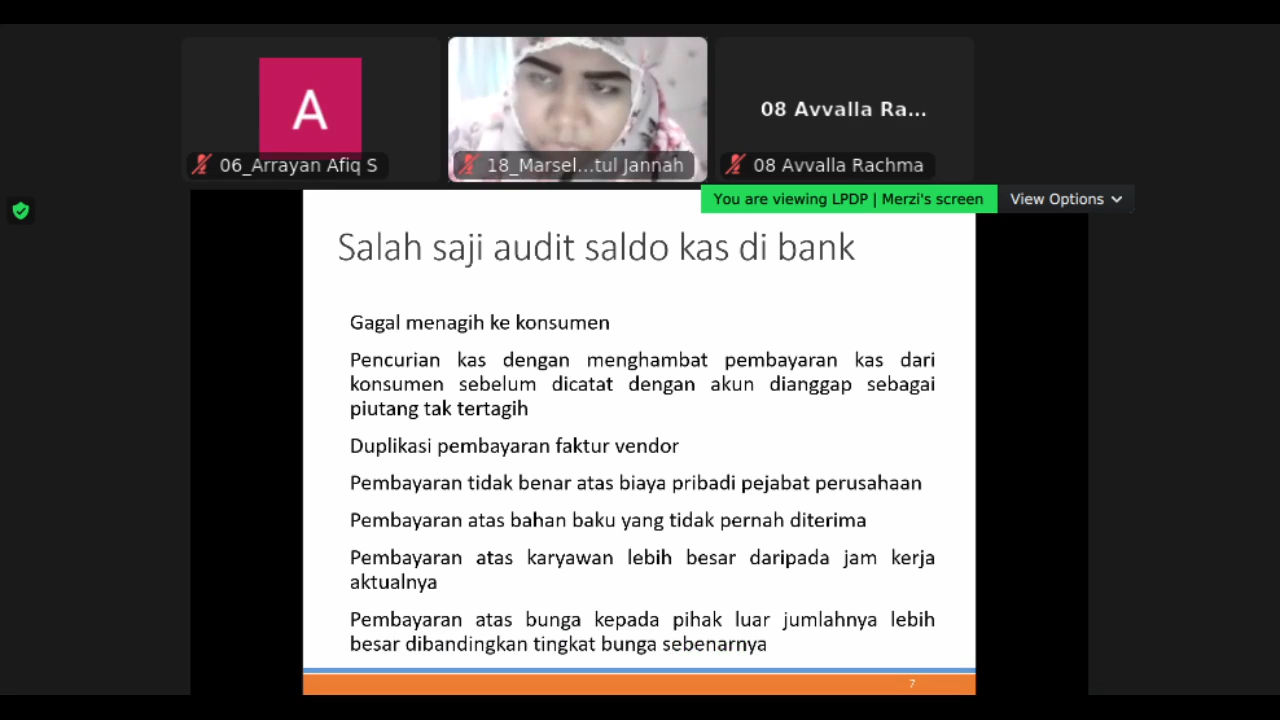 A
08 Avvalla Ra...
06_Arrayan Afiq S
18_Marsel...tul Jannah
08 Avvalla Rachma
You are viewing LPDP | Merzi's screen
View Options
Salah saji audit saldo kas di bank
Gagal menagih ke konsumen
Pencurian kas dengan menghambat pembayaran kas dari
konsumen sebelum dicatat dengan akun dianggap sebagai
piutang tak tertagih
Duplikasi pembayaran faktur vendor
Pembayaran tidak benar atas biaya pribadi pejabat perusahaan
Pembayaran atas bahan baku yang tidak pernah diterima
Pembayaran atas karyawan lebih besar daripada jam kerja
aktualnya
Pembayaran atas bunga kepada pihak luar jumlahnya lebih
besar dibandingkan tingkat bunga sebenarnya
7